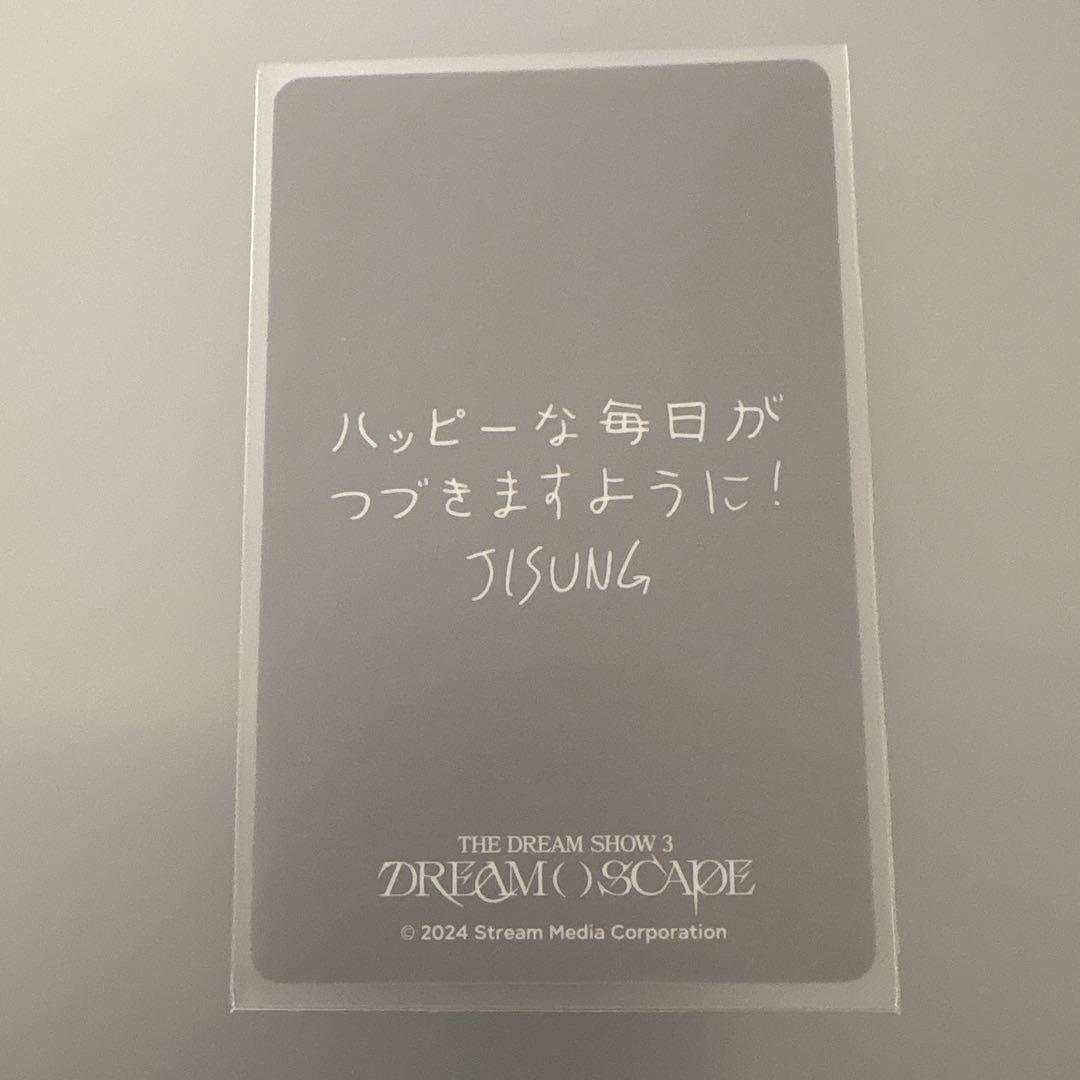 ハッピーな毎日が
つづきますように!
JISUNG
THE DREAM SHOW 3
DREAM( )SCAPE
© 2024 Stream Media Corporation